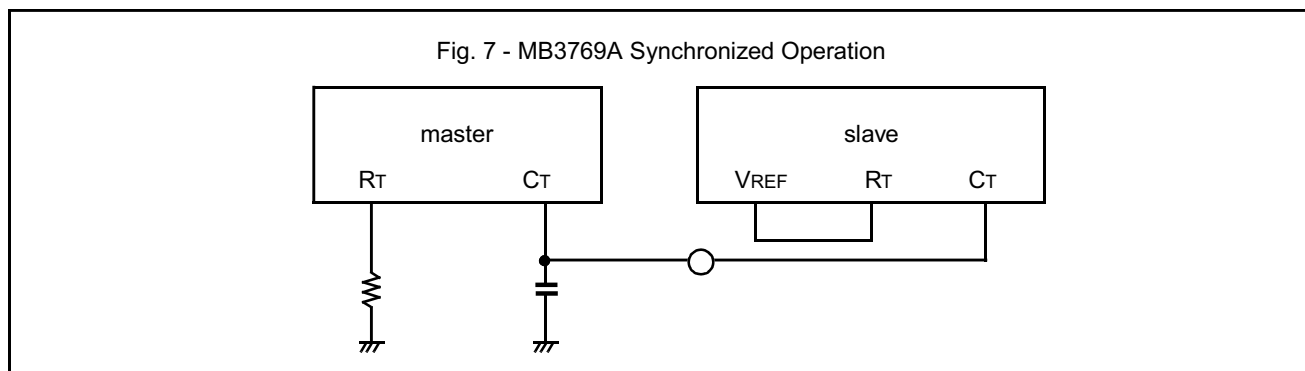 Fig. 7 - MB3769A Synchronized Operation
master
slave
RT
CT
VREF
RT
CT